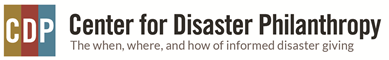 CDP Center for Disaster Philanthropy
The when, where, and how of informed disaster giving